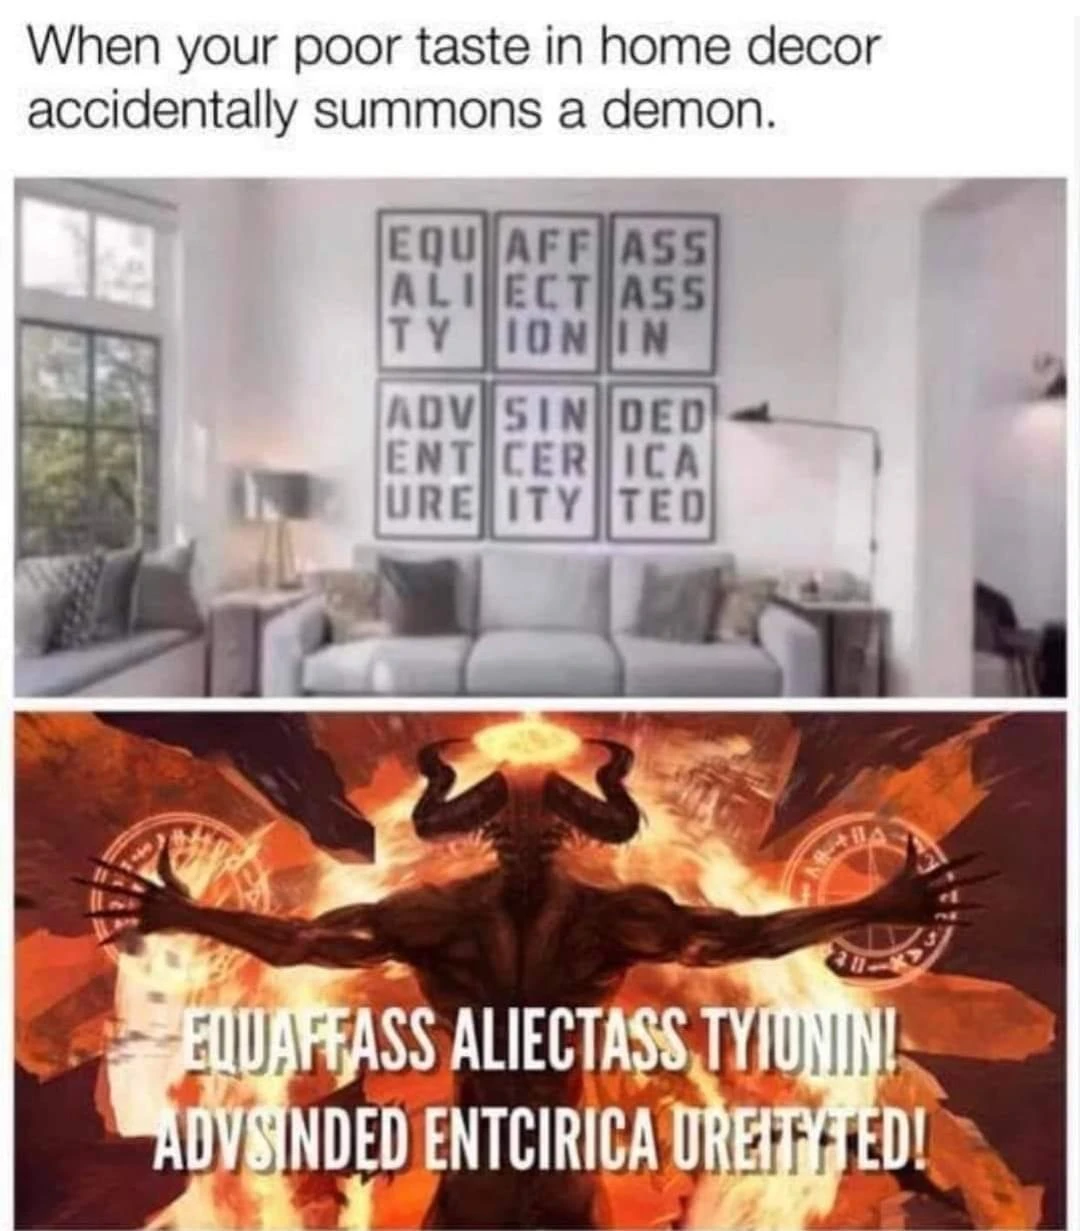 When your poor taste in home decor
accidentally summons a demon.
EQU AFF ASS
ALI ECT ASS
TY ION IN
ADV SIN DED
ENT CER ICA
URE ITY TED
EQUAFFASS ALIECTASS TYIONIN!
ADVSINDED ENTCIRICA UREITYTED!